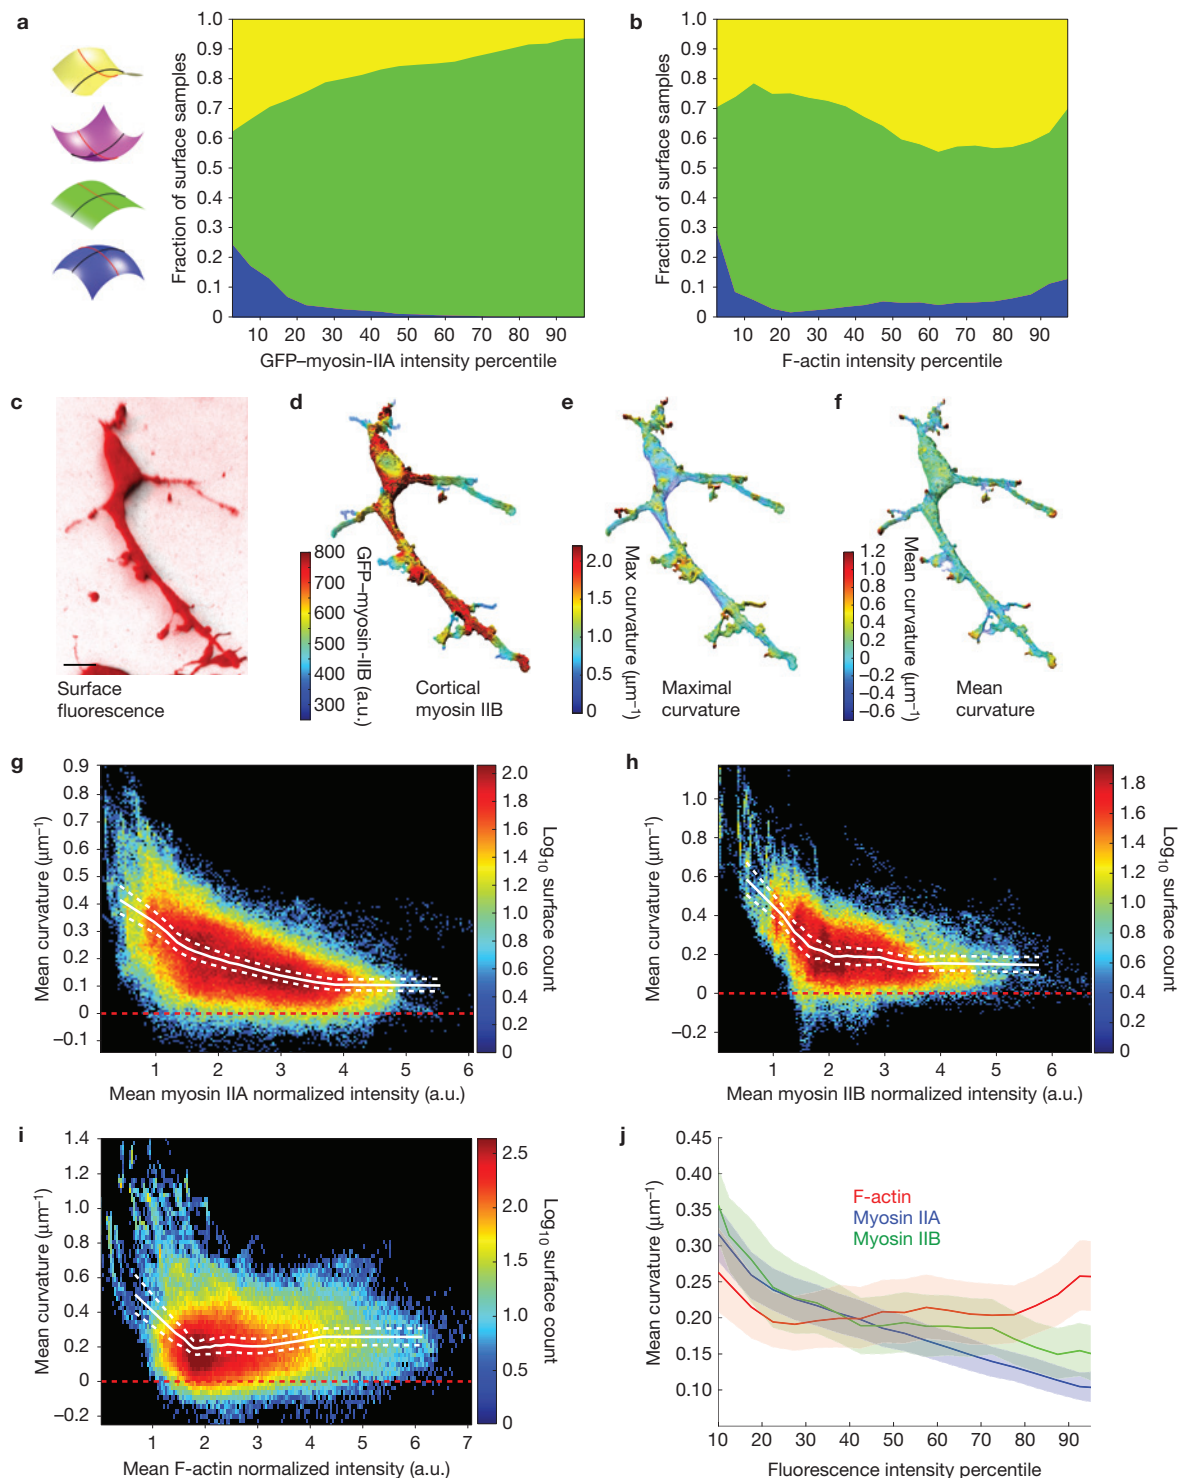 a
1.0
0.9
0.8
0.7
0.6
0.5
0.4
0.3
0.2
0.1
0
Fraction of surface samples
10 20 30 40 50 60 70 80 90
GFP–myosin-IIA intensity percentile
b
1.0
0.9
0.8
0.7
0.6
0.5
0.4
0.3
0.2
0.1
0
Fraction of surface samples
10 20 30 40 50 60 70 80 90
F-actin intensity percentile
c
Surface
fluorescence
d
800
700
600
500
400
300
GFP–myosin-IIB (a.u.)
Cortical
myosin IIB
e
2.0
1.5
1.0
0.5
0
Max curvature (μm⁻¹)
Maximal
curvature
f
1.2
1.0
0.8
0.6
0.4
0.2
0
–0.2
–0.4
–0.6
Mean curvature (μm⁻¹)
Mean
curvature
g
0.9
0.8
0.7
0.6
0.5
0.4
0.3
0.2
0.1
0
–0.1
Mean curvature (μm⁻¹)
1 2 3 4 5 6
Mean myosin IIA normalized intensity (a.u.)
2.0
1.8
1.6
1.4
1.2
1.0
0.8
0.6
0.4
0.2
0
Log₁₀ surface count
h
1.0
0.8
0.6
0.4
0.2
0
–0.2
Mean curvature (μm⁻¹)
1 2 3 4 5 6
Mean myosin IIB normalized intensity (a.u.)
1.8
1.6
1.4
1.2
1.0
0.8
0.6
0.4
0.2
0
Log₁₀ surface count
i
1.4
1.2
1.0
0.8
0.6
0.4
0.2
0
–0.2
Mean curvature (μm⁻¹)
1 2 3 4 5 6 7
Mean F-actin normalized intensity (a.u.)
2.5
2.0
1.5
1.0
0.5
0
Log₁₀ surface count
j
0.45
0.40
0.35
0.30
0.25
0.20
0.15
0.10
Mean curvature (μm⁻¹)
F-actin
Myosin IIA
Myosin IIB
10 20 30 40 50 60 70 80 90
Fluorescence intensity percentile